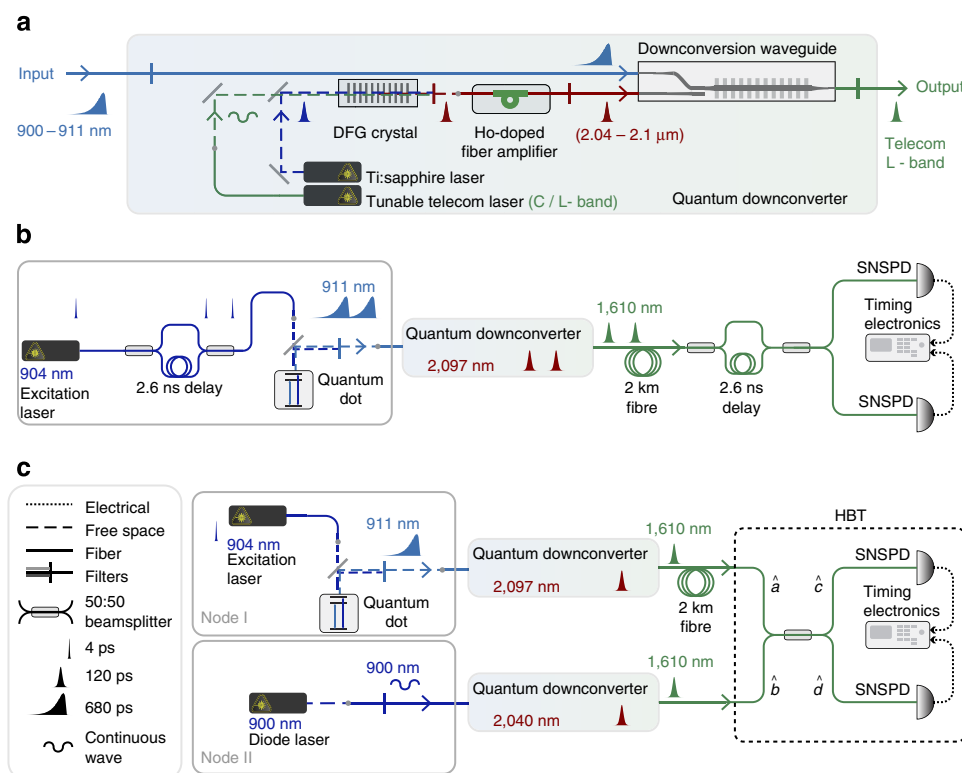 a
Input
900 – 911 nm
DFG crystal
Ho-doped
fiber amplifier
(2.04 – 2.1 µm)
Downconversion waveguide
Output
Telecom
L - band
Ti:sapphire laser
Tunable telecom laser (C / L- band)
Quantum downconverter
b
904 nm
Excitation
laser
2.6 ns delay
911 nm
Quantum
dot
Quantum downconverter
2,097 nm
1,610 nm
2 km
fibre
2.6 ns
delay
SNSPD
Timing
electronics
SNSPD
c
Electrical
Free space
Fiber
Filters
50:50
beamsplitter
4 ps
120 ps
680 ps
Continuous
wave
904 nm
Excitation
laser
911 nm
Quantum
dot
Node I
Quantum downconverter
2,097 nm
1,610 nm
2 km
fibre
900 nm
Diode laser
900 nm
Node II
Quantum downconverter
2,040 nm
1,610 nm
HBT
â
ĉ
b̂
d̂
SNSPD
Timing
electronics
SNSPD